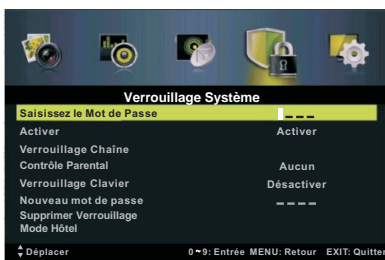 Verrouillage Système
Saisissez le Mot de Passe _ _ _
Activer Activer
Verrouillage Chaîne
Contrôle Parental Aucun
Verrouillage Clavier Désactiver
Nouveau mot de passe _ _ _ _
Supprimer Verrouillage
Mode Hôtel
Déplacer 0~9: Entrée MENU: Retour EXIT: Quitter